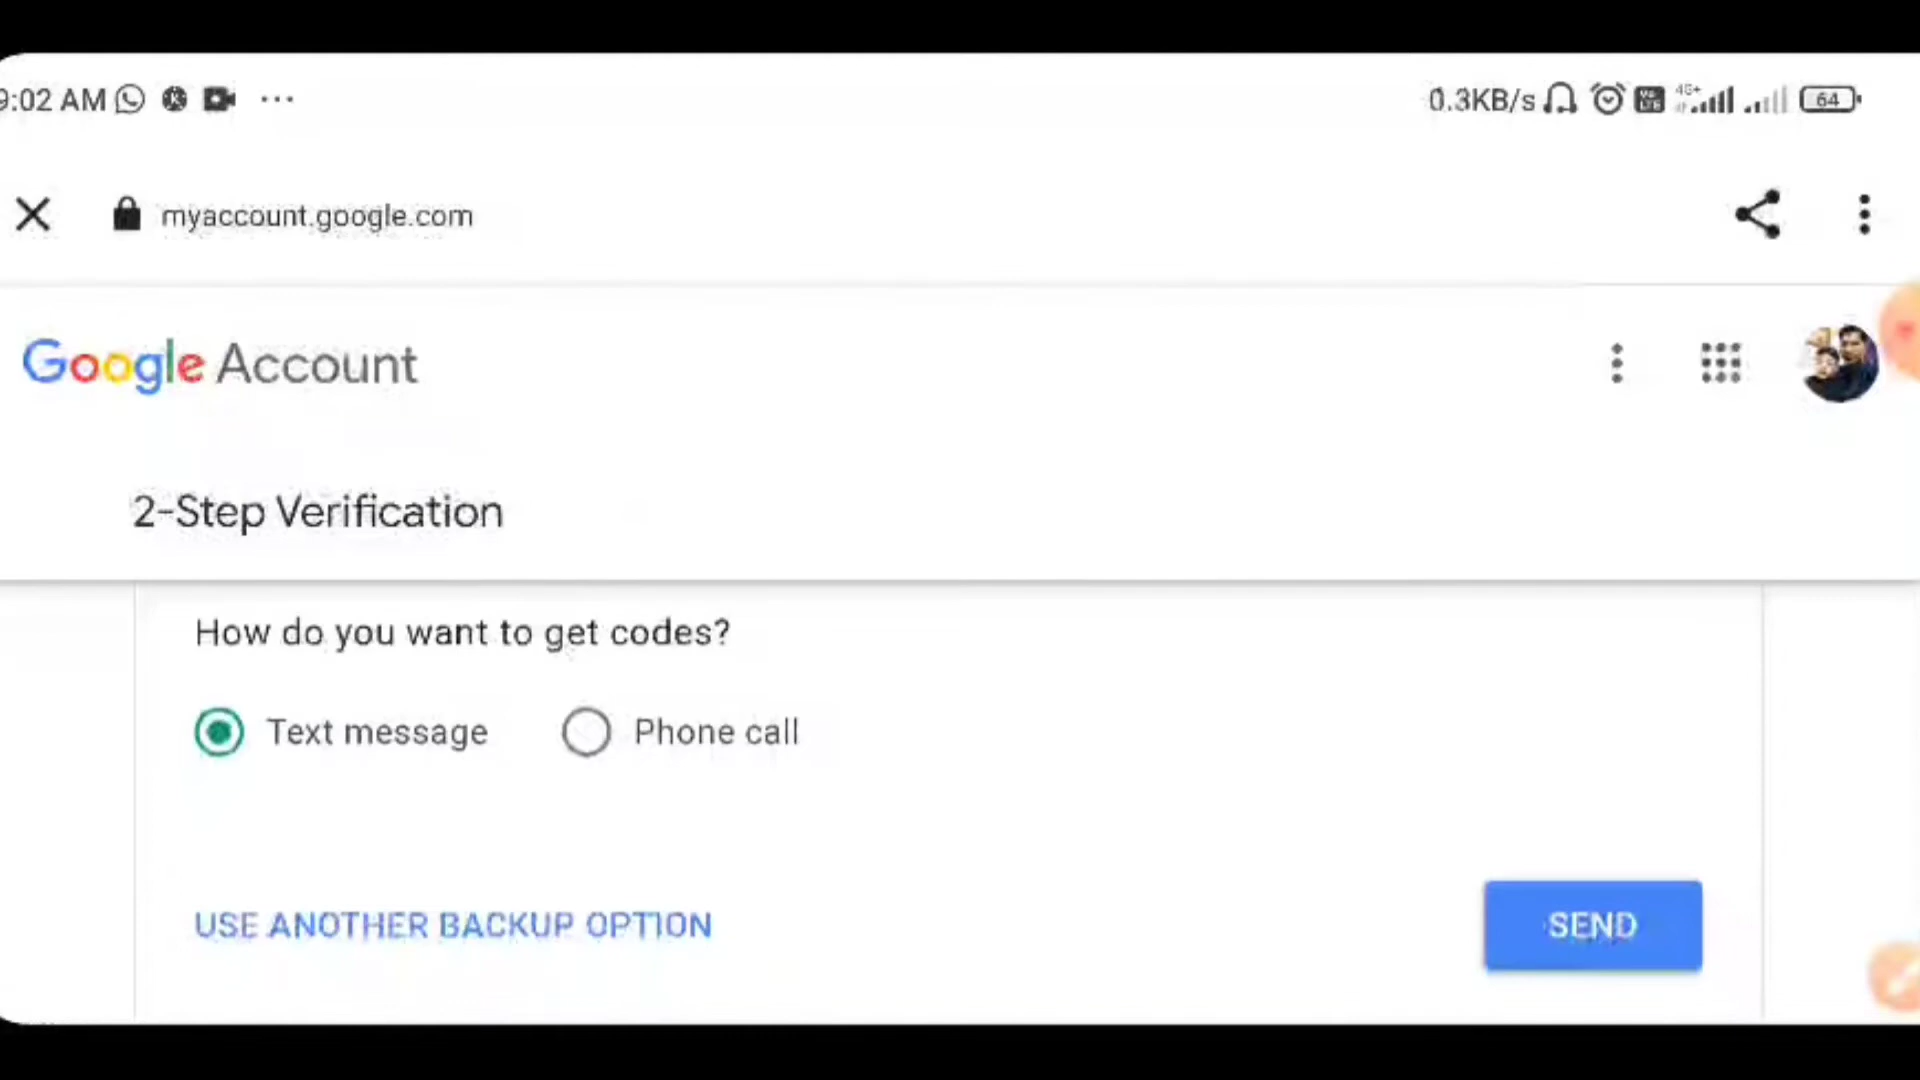 9:02 AM ... 0.3KB/s 4G+ 64
myaccount.google.com
Google Account
2-Step Verification
How do you want to get codes?
Text message Phone call
USE ANOTHER BACKUP OPTION SEND